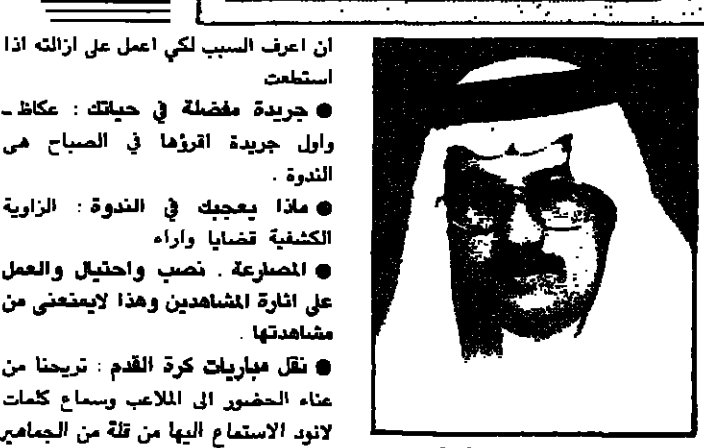 ان اعرف السبب لكي اعمل على ازالته اذا
استطعت
● جريدة مفضلة في حياتك : عكاظ ـ
واول جريدة اقرؤها في الصباح هى
الندوة .
● ماذا يعجبك في الندوة : الزاوية
الكشفية قضايا واراء
● المصارعة . نصب واحتيال والعمل
على اثارة المشاهدين وهذا لايمنعنى من
مشاهدتها .
● نقل مباريات كرة القدم : تريحنا من
عناء الحضور الى الملاعب وسماع كلمات
لانود الاستماع اليها من قلة من الجماهير